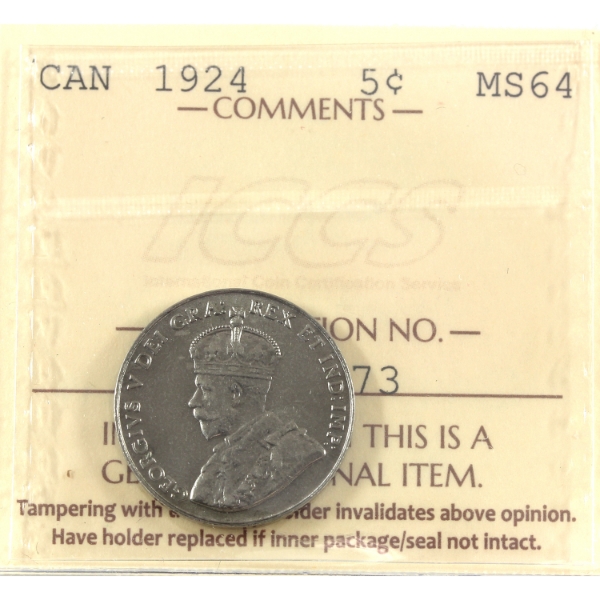 CAN 1924 5¢ MS64
— COMMENTS —
ICCS
International Coin Certification Service
— ION NO. —
73
THIS IS A
NAL ITEM.
Tampering with holder invalidates above opinion.
Have holder replaced if inner package/seal not intact.
GEORGIVS V DEI GRA: REX ET IND:IMP: